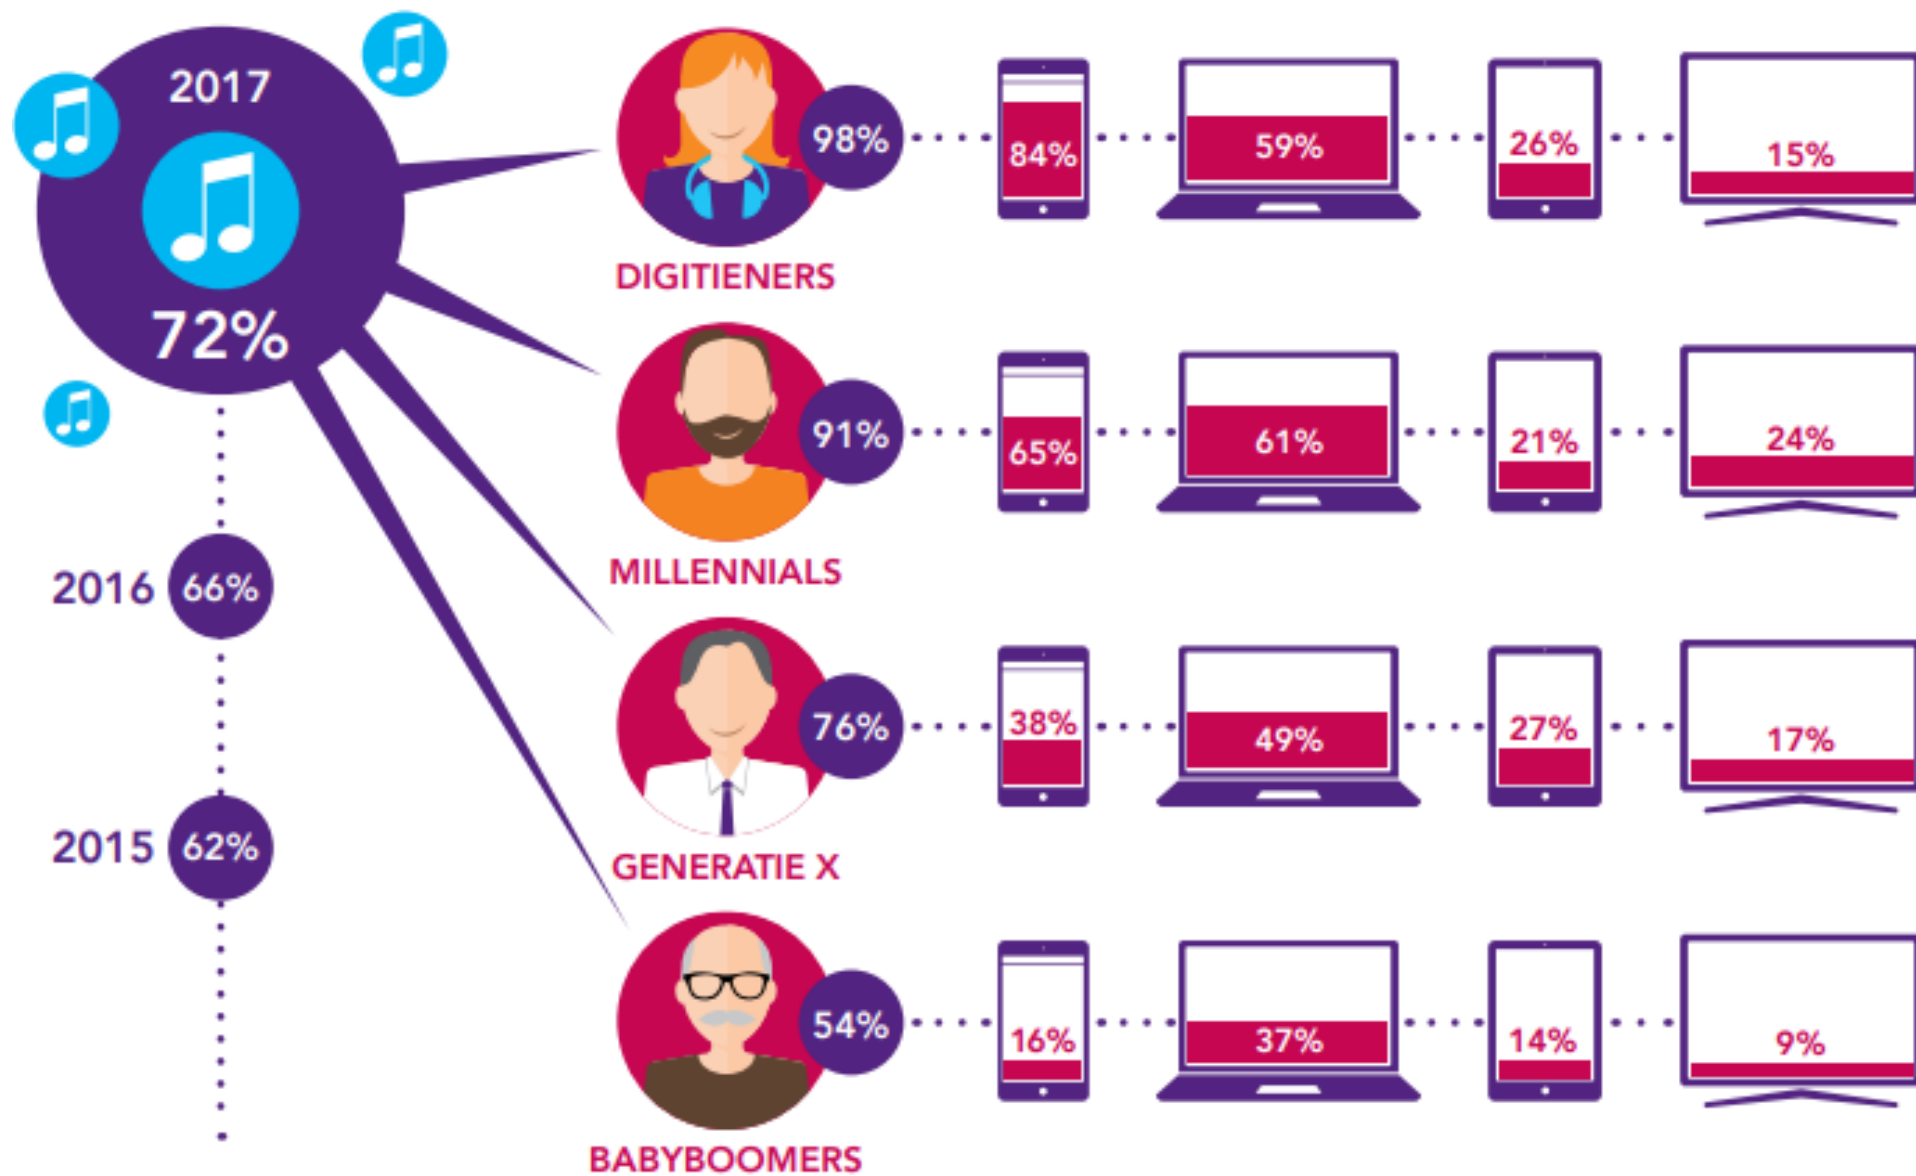 2017
72%
2016 66%
2015 62%
98% 84% 59% 26% 15%
DIGITIENERS
91% 65% 61% 21% 24%
MILLENNIALS
76% 38% 49% 27% 17%
GENERATIE X
54% 16% 37% 14% 9%
BABYBOOMERS